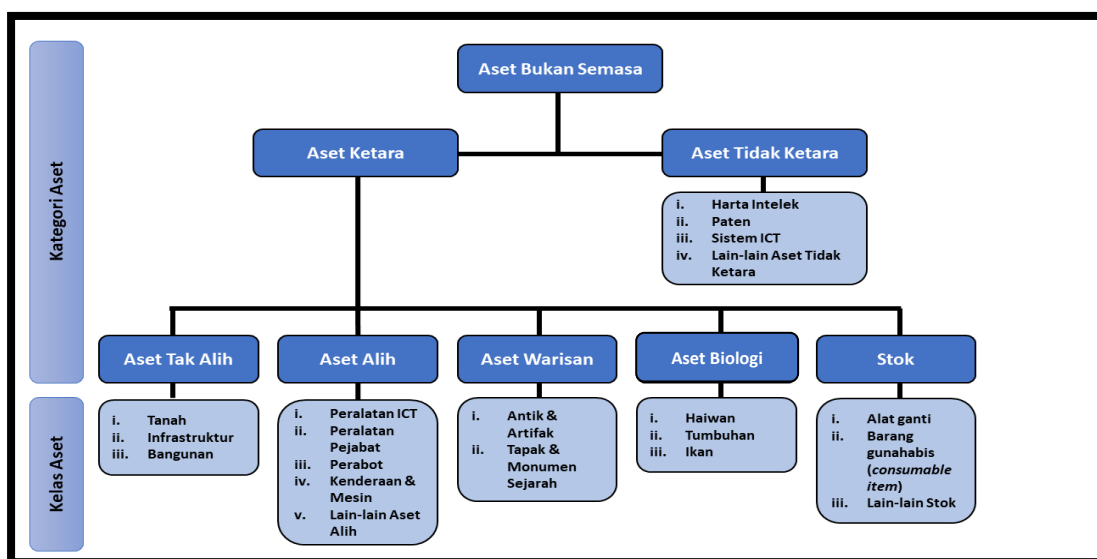 Kategori Aset
Aset Bukan Semasa
Aset Ketara
Aset Tidak Ketara
i. Harta Intelek
ii. Paten
iii. Sistem ICT
iv. Lain-lain Aset Tidak
Ketara
Aset Tak Alih
Aset Alih
Aset Warisan
Aset Biologi
Stok
Kelas Aset
i. Tanah
ii. Infrastruktur
iii. Bangunan
i. Peralatan ICT
ii. Peralatan
Pejabat
iii. Perabot
iv. Kenderaan &
Mesin
v. Lain-lain Aset
Alih
i. Antik &
Artifak
ii. Tapak &
Monumen
Sejarah
i. Haiwan
ii. Tumbuhan
iii. Ikan
i. Alat ganti
ii. Barang
gunahabis
(consumable
item)
iii. Lain-lain Stok